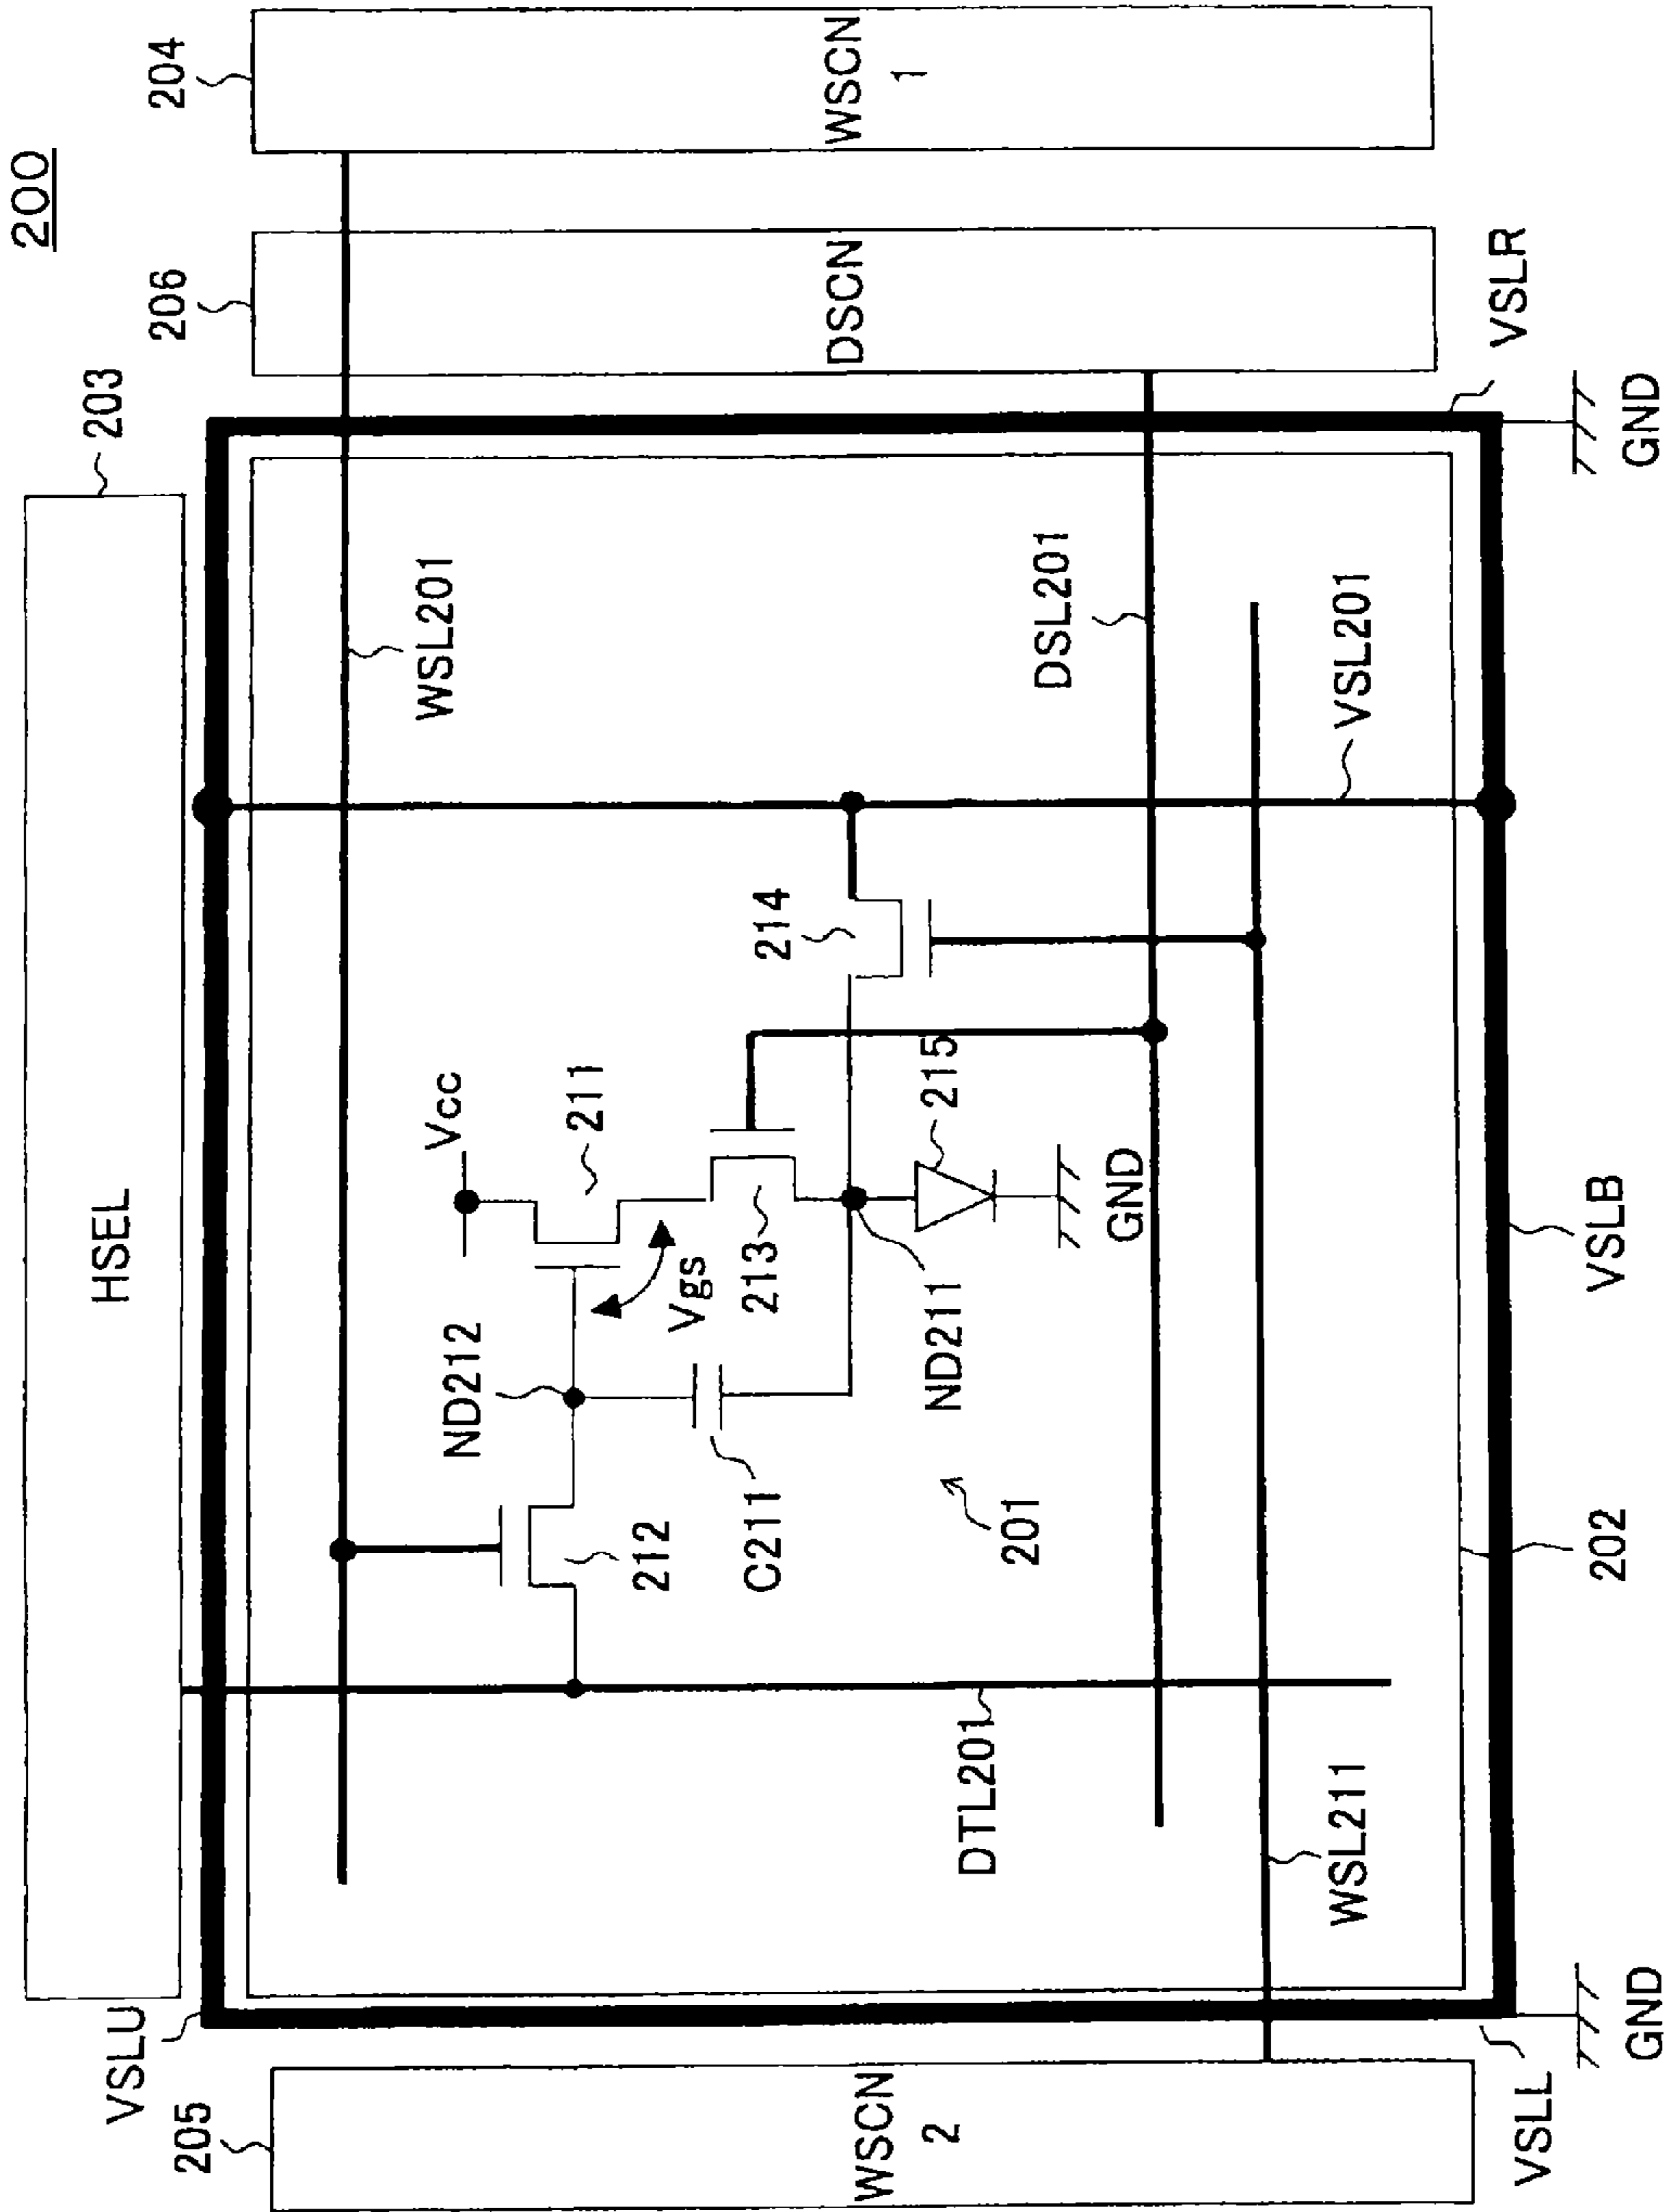 200
HSEL
203
206
204
VSLU
205
WSL201
Vcc
211
ND212
Vgs
213
214
212
C211
215
ND211
GND
201
DTL201
DSL201
WSL211
VSL201
WSCN
2
DSCN
WSCN
1
VSLL
GND
202
VSLB
VSLR
GND